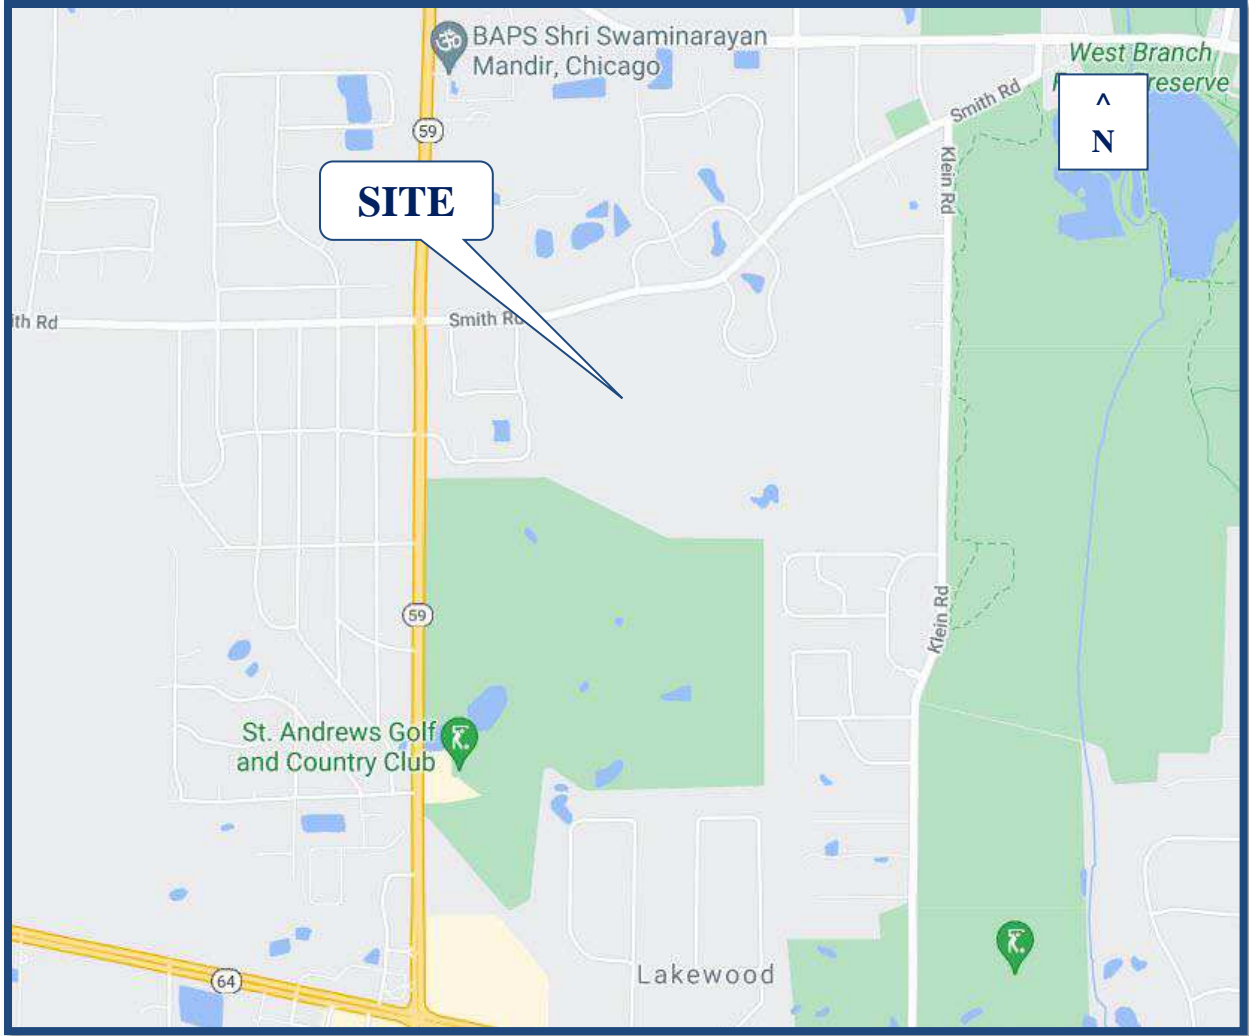 BAPS Shri Swaminarayan
Mandir, Chicago
West Branch
reserve
^
N
Smith Rd
59
Klein Rd
SITE
ith Rd
Smith Rd
59
Klein Rd
St. Andrews Golf
and Country Club
Lakewood
64